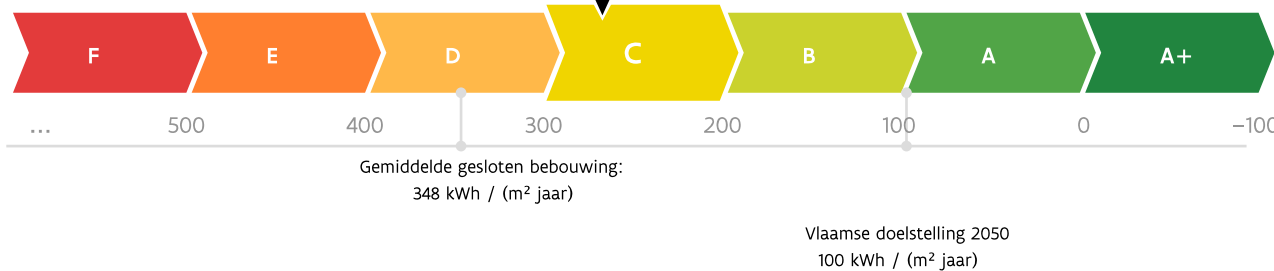 F E D C B A A+
... 500 400 300 200 100 0 −100
Gemiddelde gesloten bebouwing:
348 kWh / (m² jaar)
Vlaamse doelstelling 2050
100 kWh / (m² jaar)